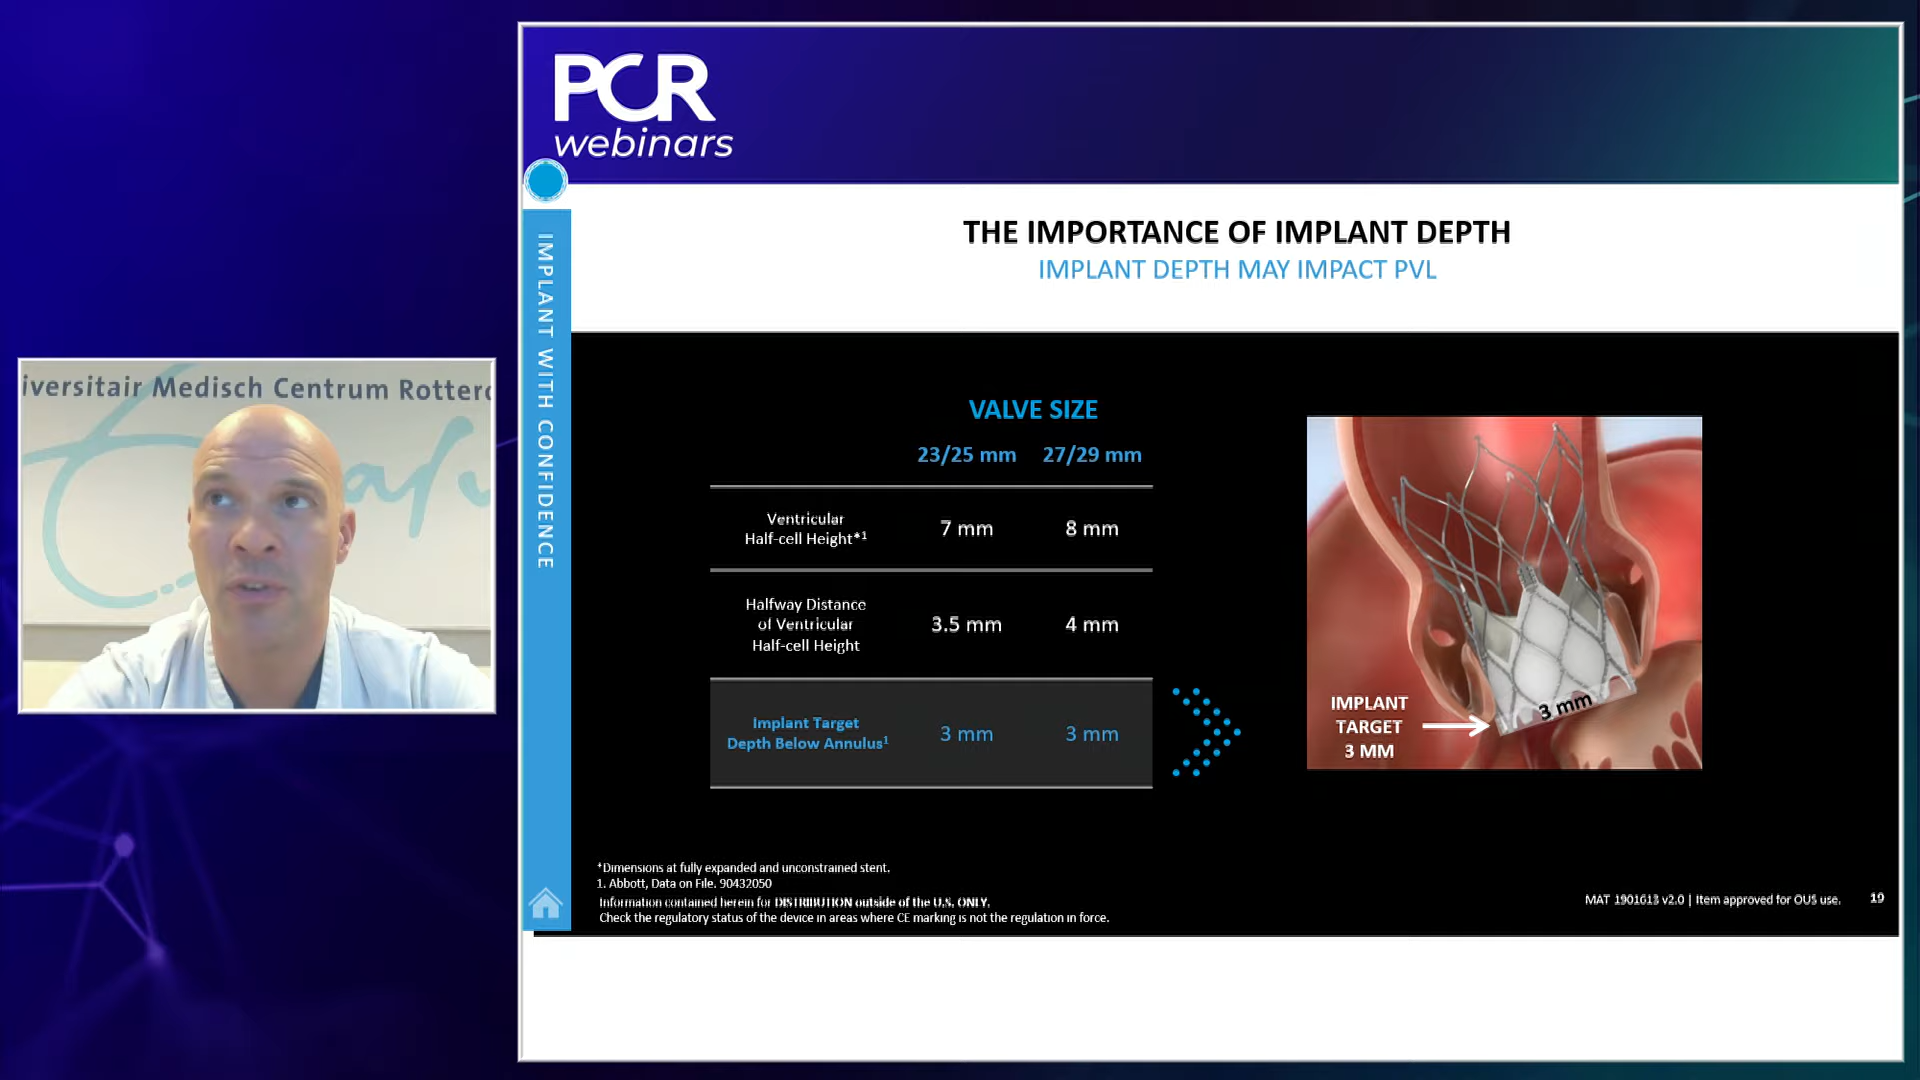 PCR
webinars
IMPLANT WITH CONFIDENCE
THE IMPORTANCE OF IMPLANT DEPTH
IMPLANT DEPTH MAY IMPACT PVL
iversitair Medisch Centrum Rotter
VALVE SIZE
23/25 mm 27/29 mm
Ventricular
Half-cell Height*1 7 mm 8 mm
Halfway Distance
of Ventricular 3.5 mm 4 mm
Half-cell Height
Implant Target
Depth Below Annulus1 3 mm 3 mm
IMPLANT
TARGET
3 MM
3 mm
*Dimensions at fully expanded and unconstrained stent.
1. Abbott, Data on File. 90432050
Information contained herein for DISTRIBUTION outside of the U.S. ONLY.
Check the regulatory status of the device in areas where CE marking is not the regulation in force.
MAT 1901613 v2.0 | Item approved for OUS use. 19